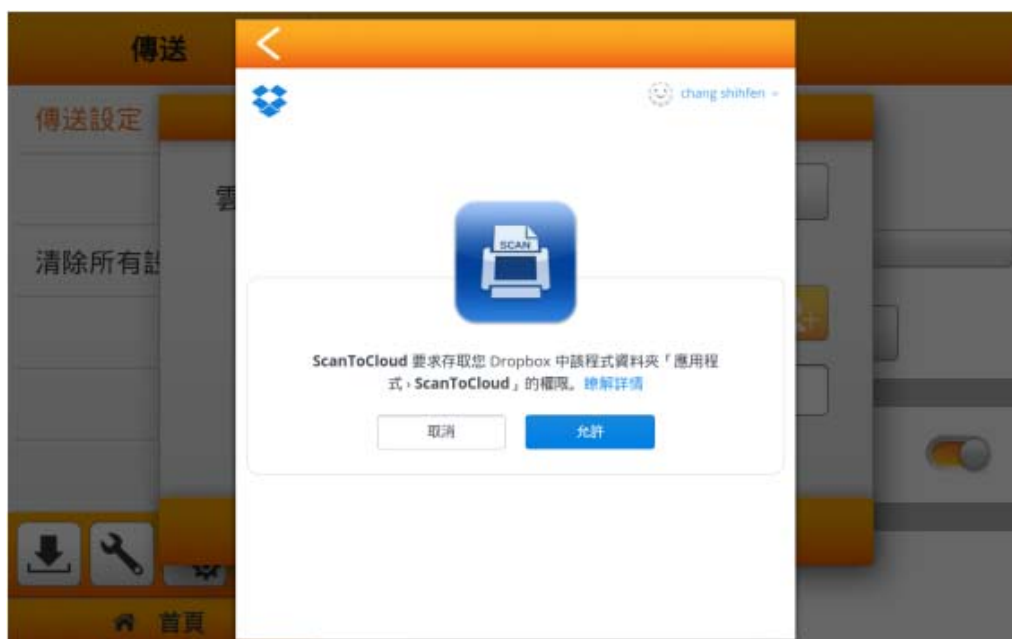 傳送
chang shihfen
傳送設定
雲
SCAN
清除所有設
ScanToCloud 要求存取您 Dropbox 中該程式資料夾「應用程
式 › ScanToCloud」的權限。瞭解詳情
取消
允許
首頁